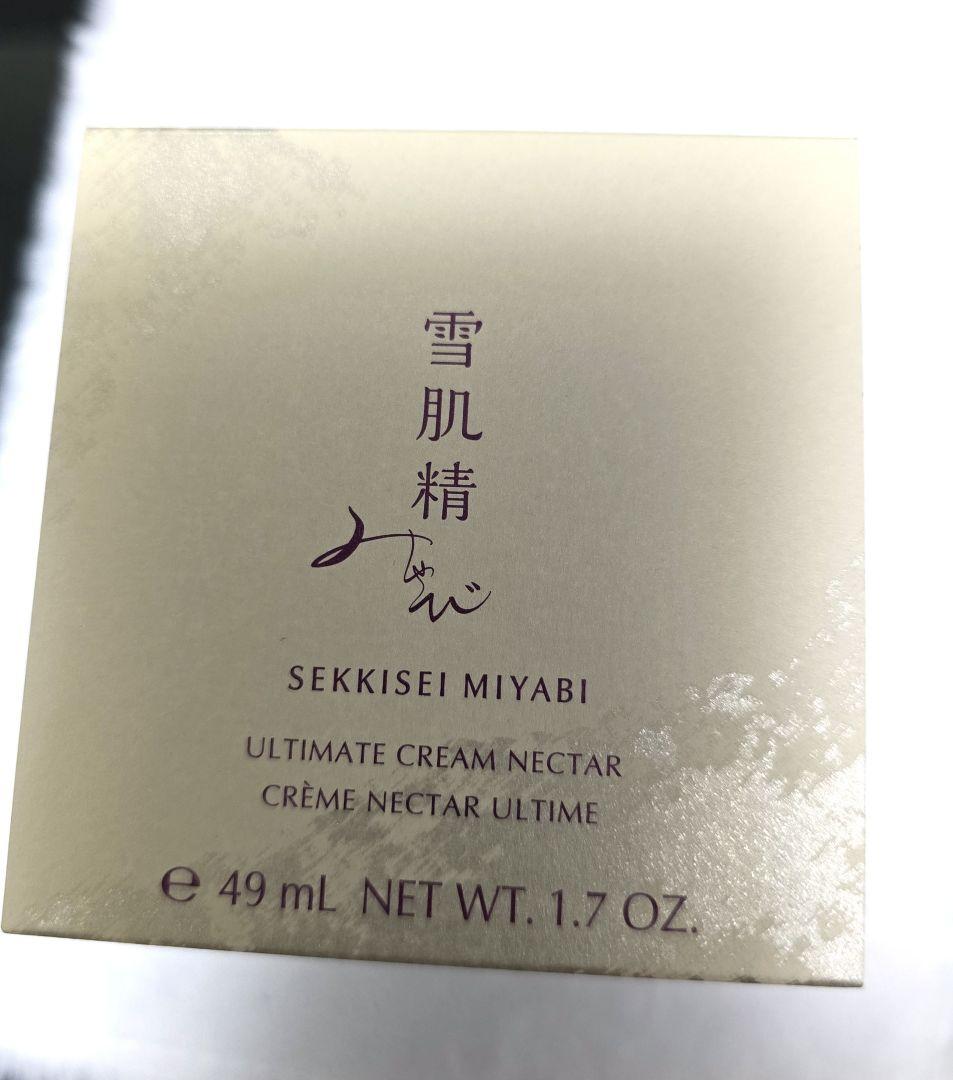 雪肌精
みやび
SEKKISEI MIYABI
ULTIMATE CREAM NECTAR
CRÈME NECTAR ULTIME
℮ 49 mL NET WT. 1.7 OZ.